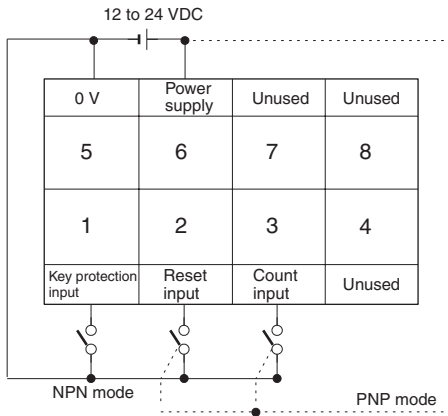 12 to 24 VDC
0 V
Power
supply
Unused
Unused
5
6
7
8
1
2
3
4
Key protection
input
Reset
input
Count
input
Unused
NPN mode
PNP mode